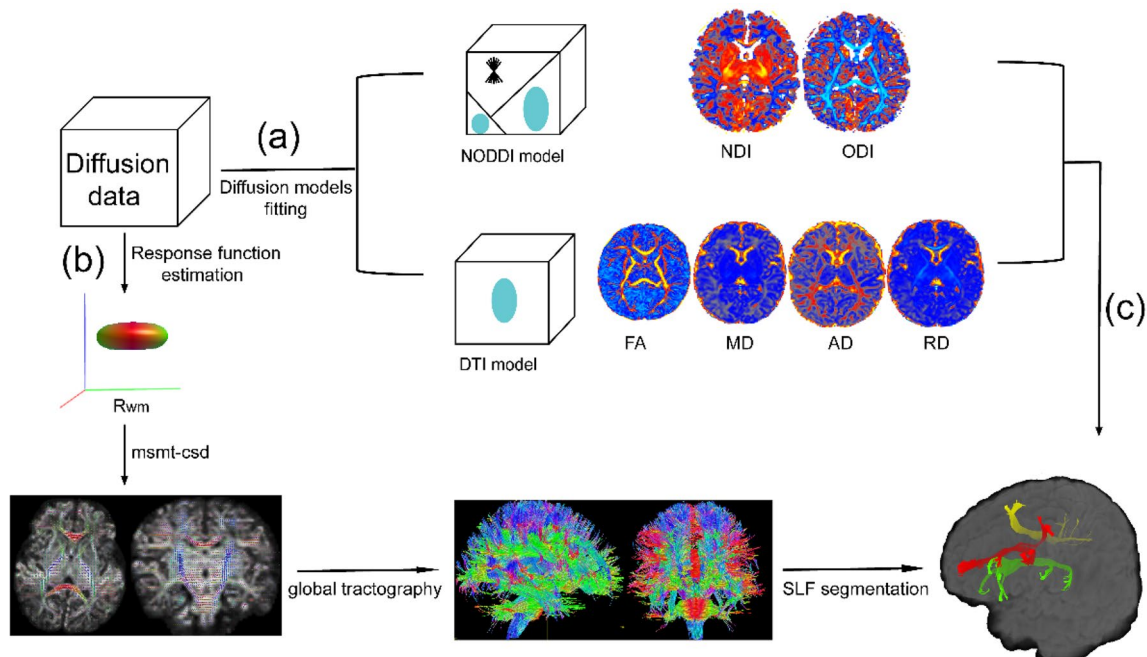 NODDI model
NDI
ODI
Diffusion
data
(a)
Diffusion models
fitting
(b)
Response function
estimation
DTI model
FA
MD
AD
RD
(c)
Rwm
msmt-csd
global tractography
SLF segmentation